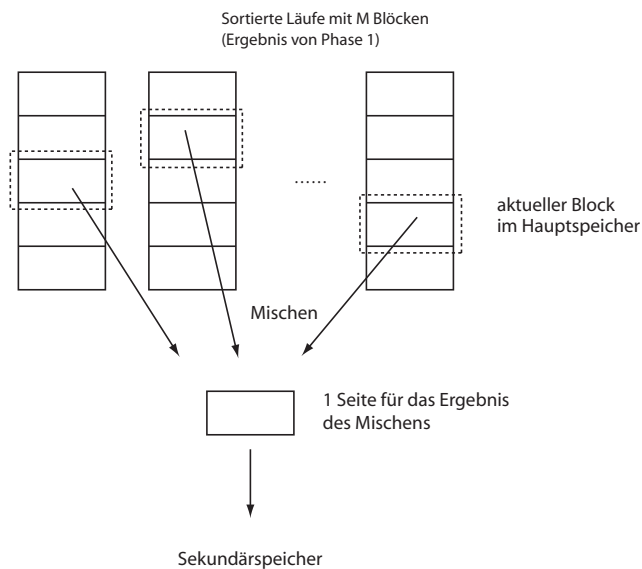 Sortierte Läufe mit M Blöcken
(Ergebnis von Phase 1)
......
aktueller Block
im Hauptspeicher
Mischen
1 Seite für das Ergebnis
des Mischens
Sekundärspeicher